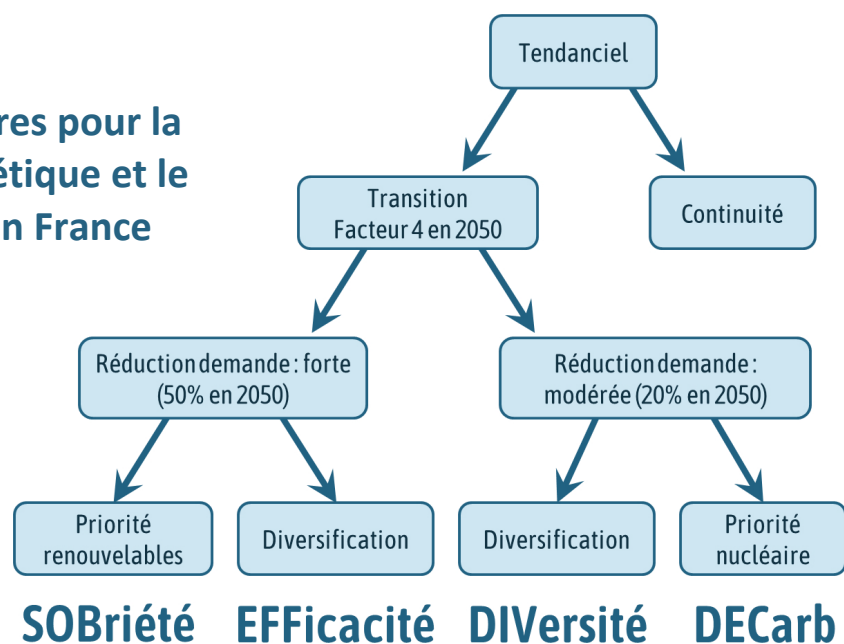 Tendanciel
res pour la
étique et le
n France
Transition
Facteur 4 en 2050
Continuité
Réduction demande : forte
(50% en 2050)
Réduction demande :
modérée (20% en 2050)
Priorité
renouvelables
Diversification
Diversification
Priorité
nucléaire
SOBriété
EFFicacité
DIVersité
DECarb